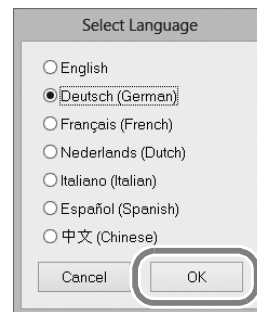 Select Language
English
Deutsch (German)
Français (French)
Nederlands (Dutch)
Italiano (Italian)
Español (Spanish)
中文 (Chinese)
Cancel OK